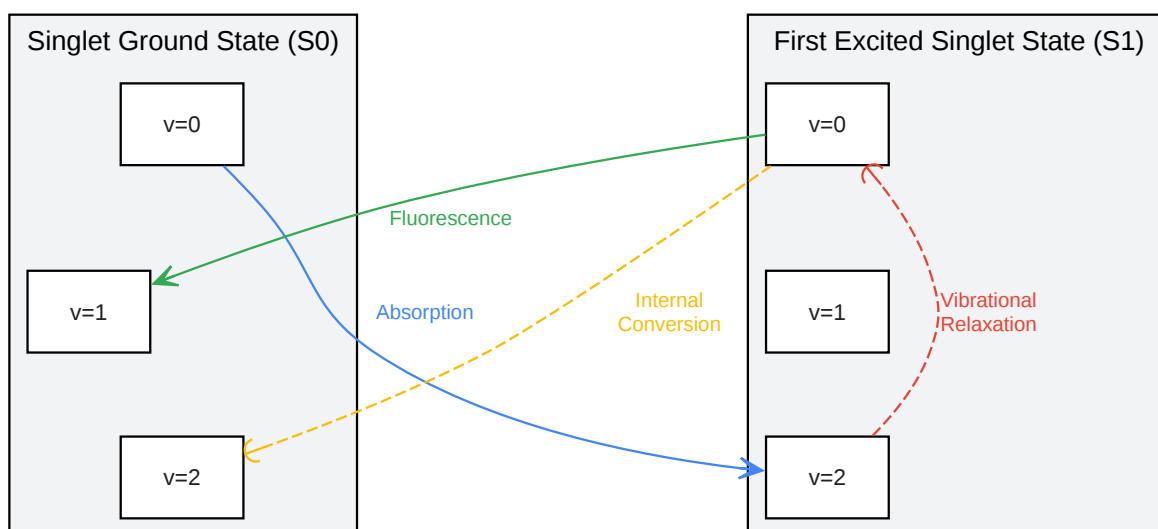 Singlet Ground State (S0)
First Excited Singlet State (S1)
v=0
v=0
Fluorescence
v=1
Absorption
Internal
Conversion
v=1
Vibrational
Relaxation
v=2
v=2